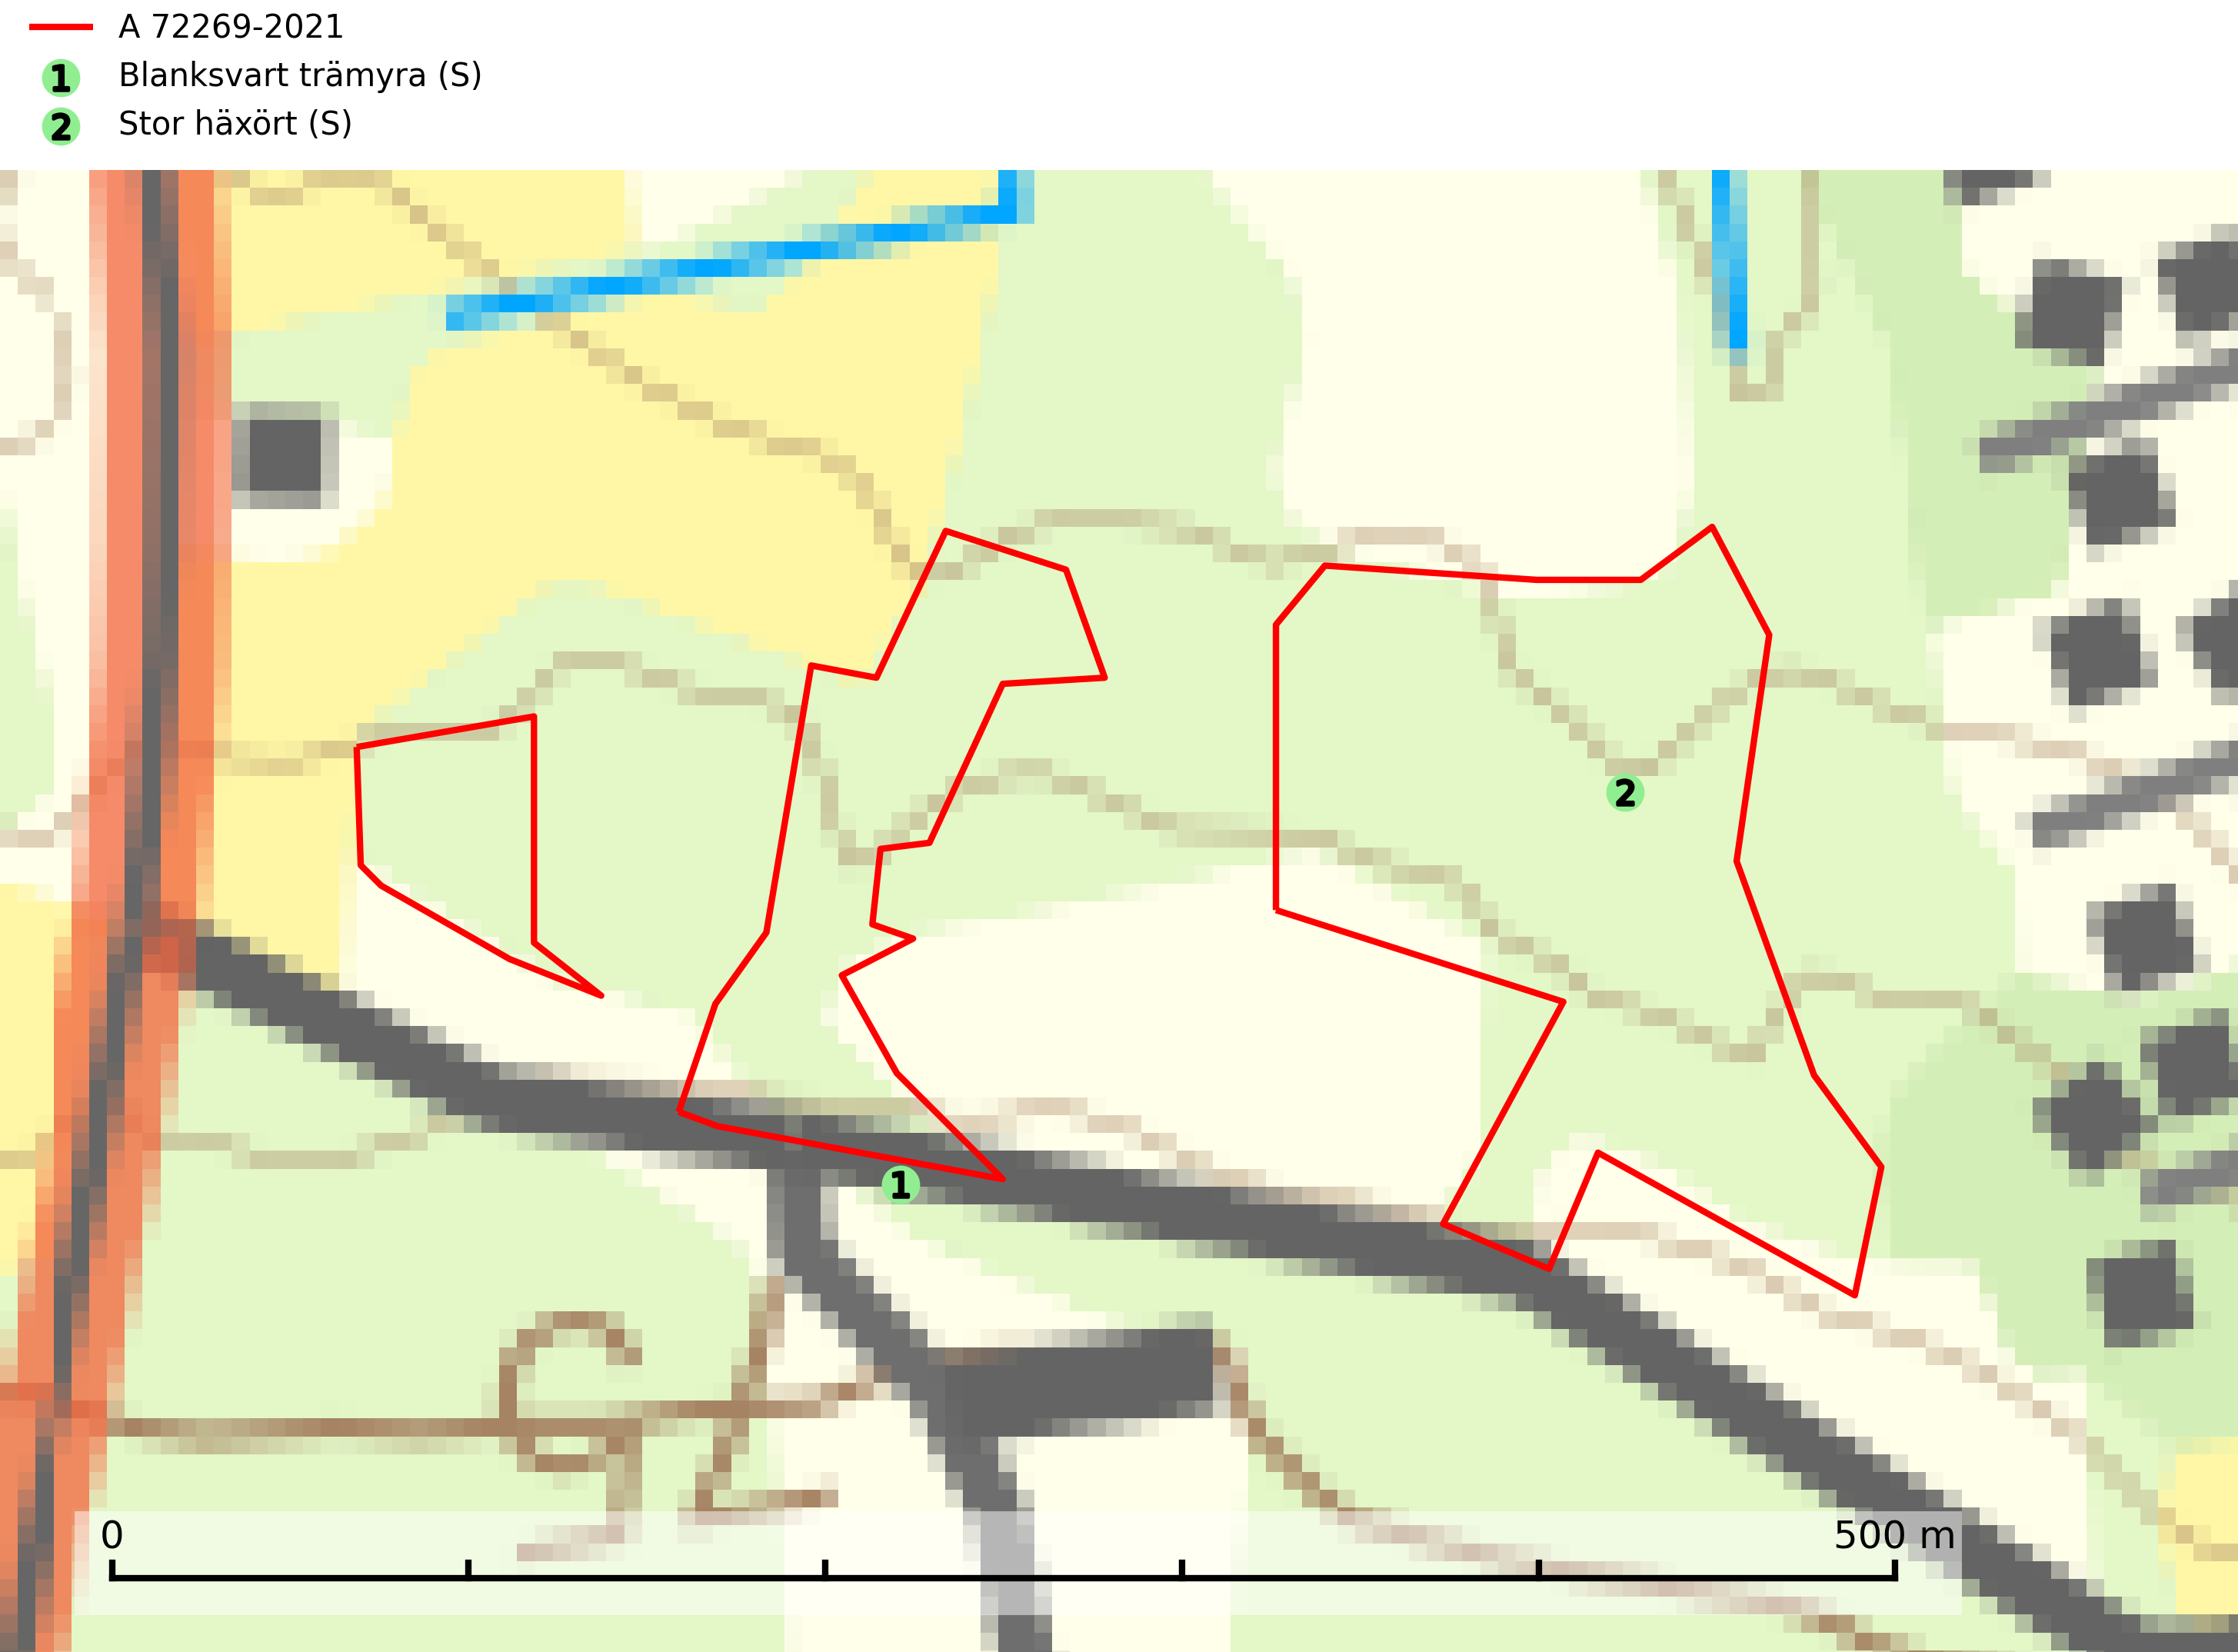 A 72269-2021
1 Blanksvart trämyra (S)
2 Stor häxört (S)
2
1
0 500 m